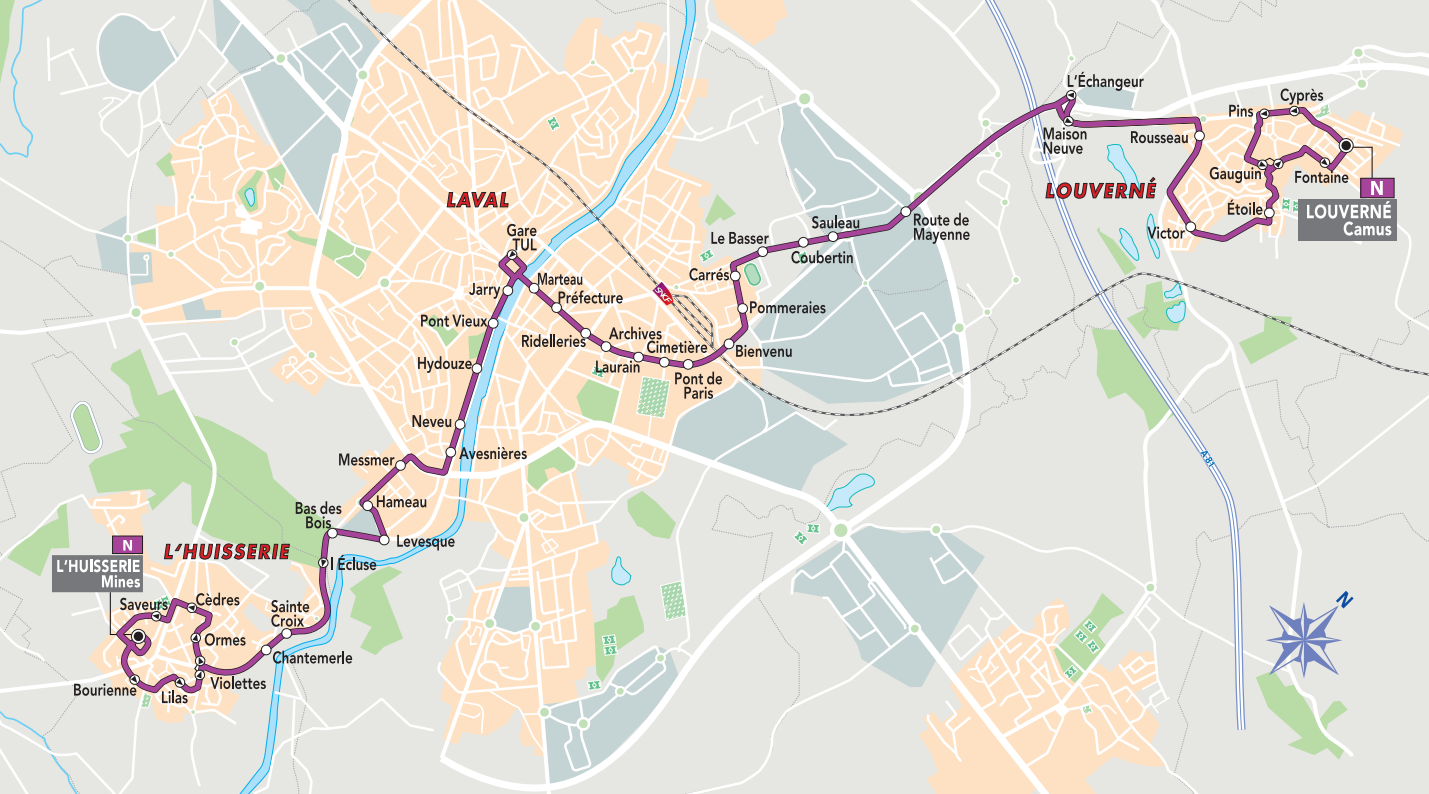 L'Échangeur
Cyprès
Pins
Maison
Neuve
Rousseau
Gauguin
Fontaine
N
LOUVERNÉ
LOUVERNÉ
Camus
Étoile
Victor
LAVAL
Gare
TUL
Sauleau
Route de
Mayenne
Le Basser
Coubertin
Carrés
Marteau
Jarry
SNCF
Préfecture
Pommeraies
Pont Vieux
Ridelleries
Archives
Cimetière
Bienvenu
Hydouze
Laurain
Pont de
Paris
Neveu
Avesnières
Messmer
A 81
Hameau
Bas des
Bois
Levesque
N
L'HUISSERIE
L'HUISSERIE
Mines
l Écluse
N
Saveurs
Cèdres
Sainte
Croix
Ormes
Chantemerle
Bourienne
Violettes
Lilas